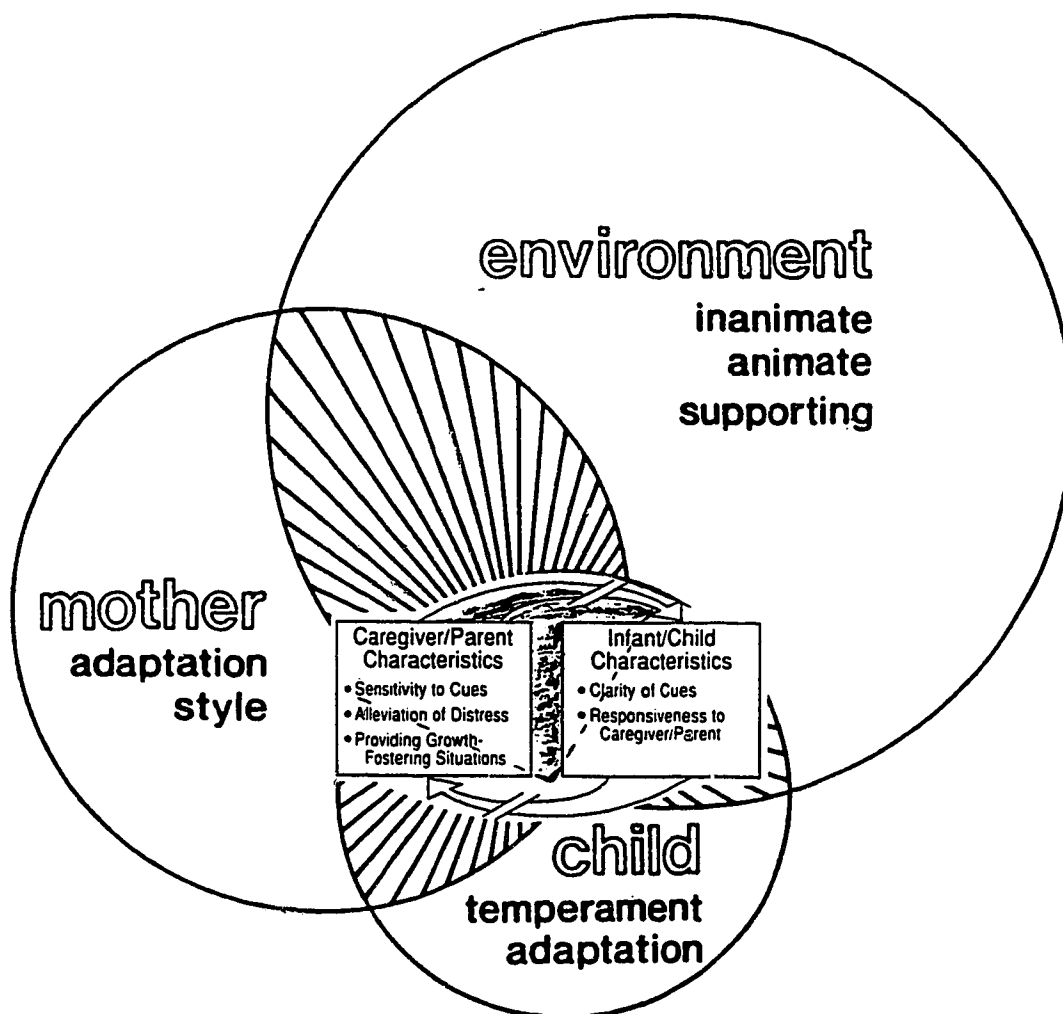 environment
inanimate
animate
supporting
mother
adaptation
style
Caregiver/Parent
Characteristics
• Sensitivity to Cues
• Alleviation of Distress
• Providing Growth-
Fostering Situations
Infant/Child
Characteristics
• Clarity of Cues
• Responsiveness to
Caregiver/Parent
child
temperament
adaptation